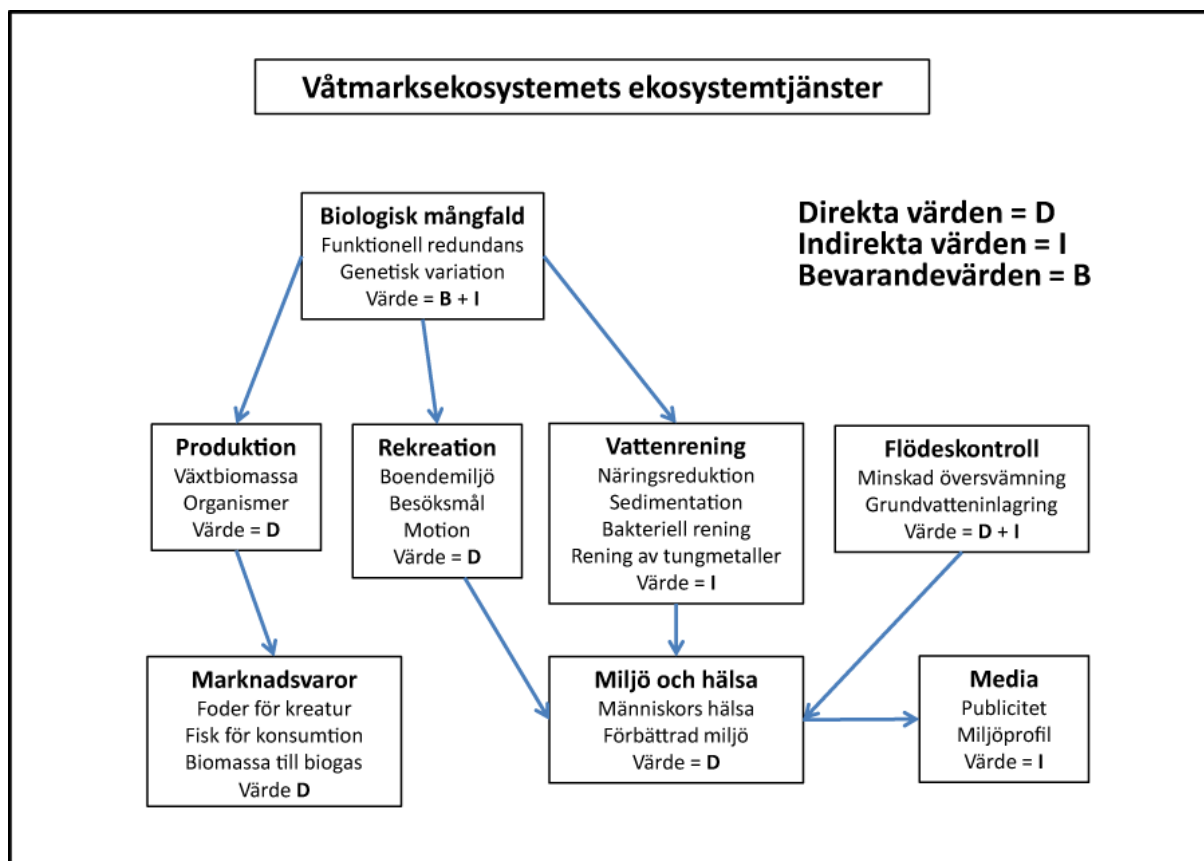 Våtmarksekosystemets ekosystemtjänster
Biologisk mångfald
Funktionell redundans
Genetisk variation
Värde = B + I
Direkta värden = D
Indirekta värden = I
Bevarandevärden = B
Produktion
Växtbiomassa
Organismer
Värde = D
Rekreation
Boendemiljö
Besöksmål
Motion
Värde = D
Vattenrening
Näringsreduktion
Sedimentation
Bakteriell rening
Rening av tungmetaller
Värde = I
Flödeskontroll
Minskad översvämning
Grundvatteninlagring
Värde = D + I
Marknadsvaror
Foder för kreatur
Fisk för konsumtion
Biomassa till biogas
Värde D
Miljö och hälsa
Människors hälsa
Förbättrad miljö
Värde = D
Media
Publicitet
Miljöprofil
Värde = I